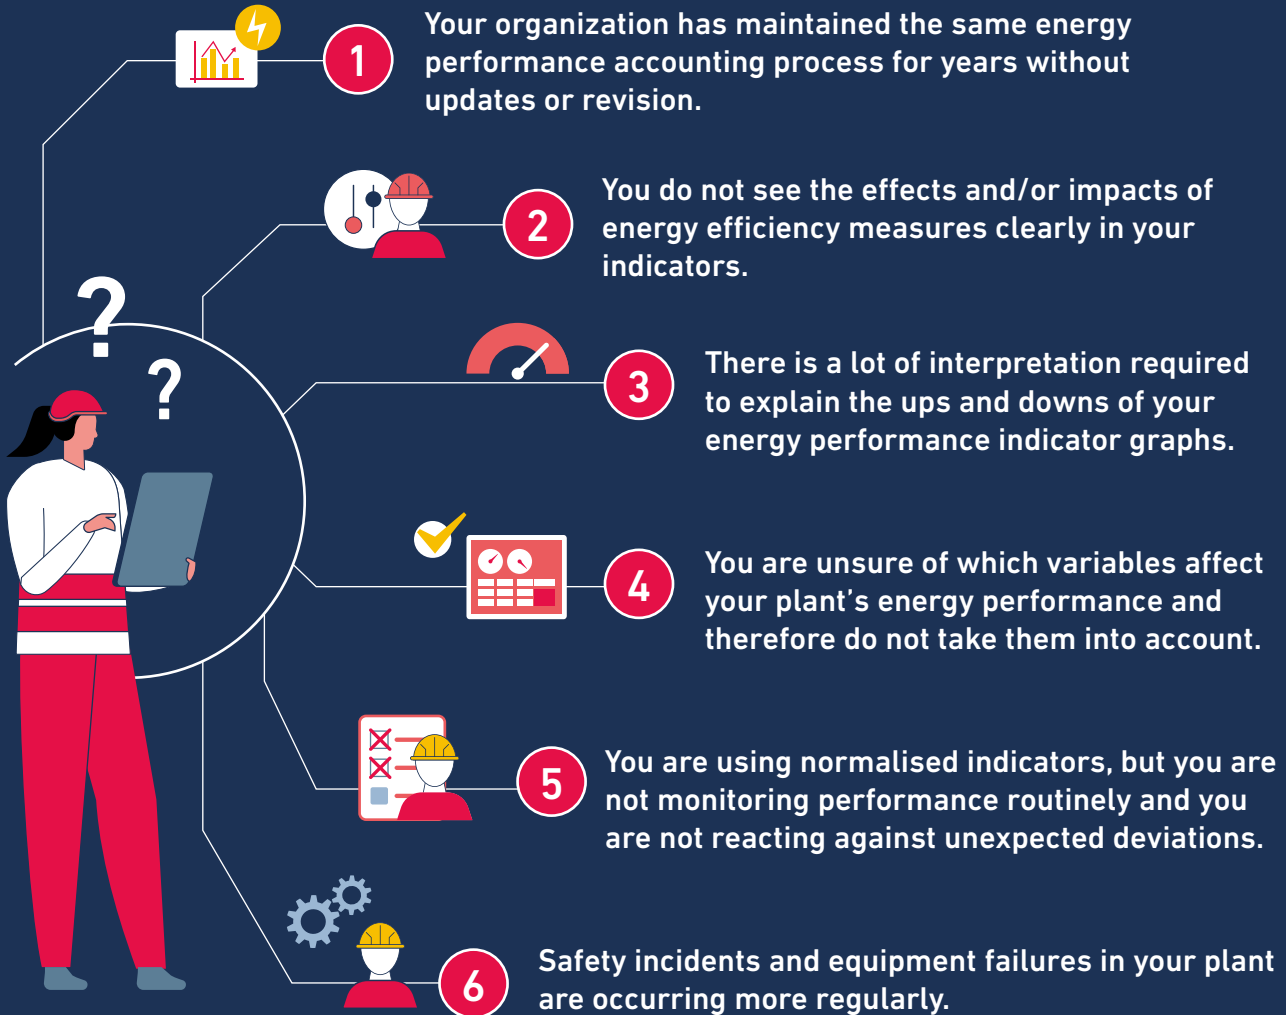 1
Your organization has maintained the same energy
performance accounting process for years without
updates or revision.
2
You do not see the effects and/or impacts of
energy efficiency measures clearly in your
indicators.
?
?
3
There is a lot of interpretation required
to explain the ups and downs of your
energy performance indicator graphs.
4
You are unsure of which variables affect
your plant’s energy performance and
therefore do not take them into account.
5
You are using normalised indicators, but you are
not monitoring performance routinely and you
are not reacting against unexpected deviations.
6
Safety incidents and equipment failures in your plant
are occurring more regularly.